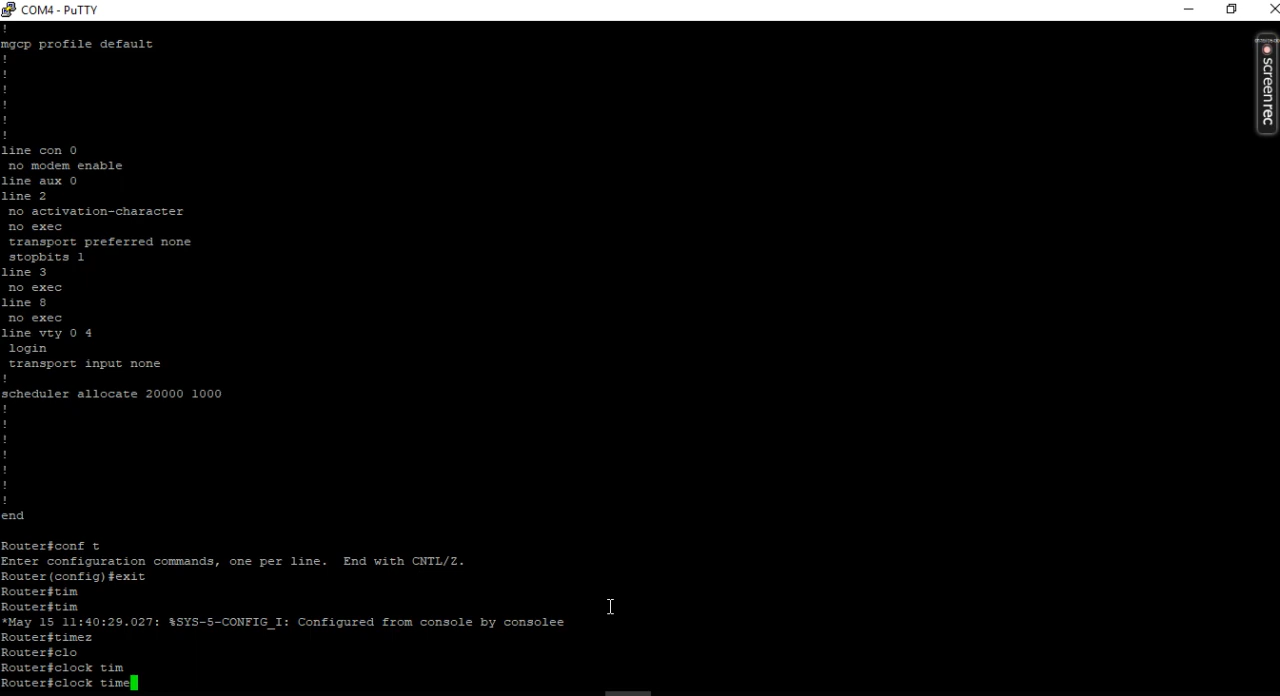 COM4 - PuTTY
!
mgcp profile default
!
!
!
!
!
!
line con 0
 no modem enable
line aux 0
line 2
 no activation-character
 no exec
 transport preferred none
 stopbits 1
line 3
 no exec
line 8
 no exec
line vty 0 4
 login
 transport input none
!
scheduler allocate 20000 1000
!
!
!
!
!
!
!
end
Router#conf t
Enter configuration commands, one per line.  End with CNTL/Z.
Router(config)#exit
Router#tim
Router#tim
*May 15 11:40:29.027: %SYS-5-CONFIG_I: Configured from console by consolee
Router#timez
Router#clo
Router#clock tim
Router#clock time
screenrec